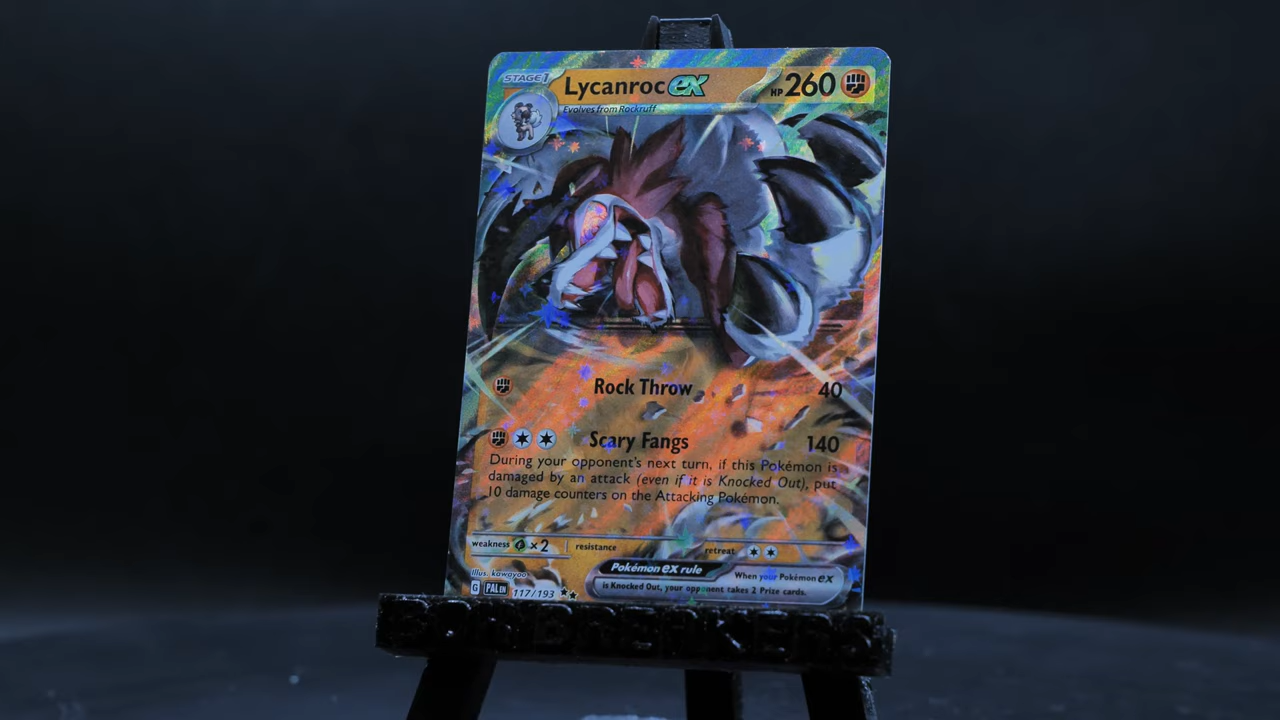 STAGE 1
Lycanroc ex HP 260
Evolves from Rockruff
Rock Throw 40
Scary Fangs 140
During your opponent's next turn, if this Pokémon is
damaged by an attack (even if it is Knocked Out), put
10 damage counters on the Attacking Pokémon.
weakness ×2 resistance retreat
Illus. kawayoo
Pokémon ex rule When your Pokémon ex
is Knocked Out, your opponent takes 2 Prize cards.
G PAL EN 117/193